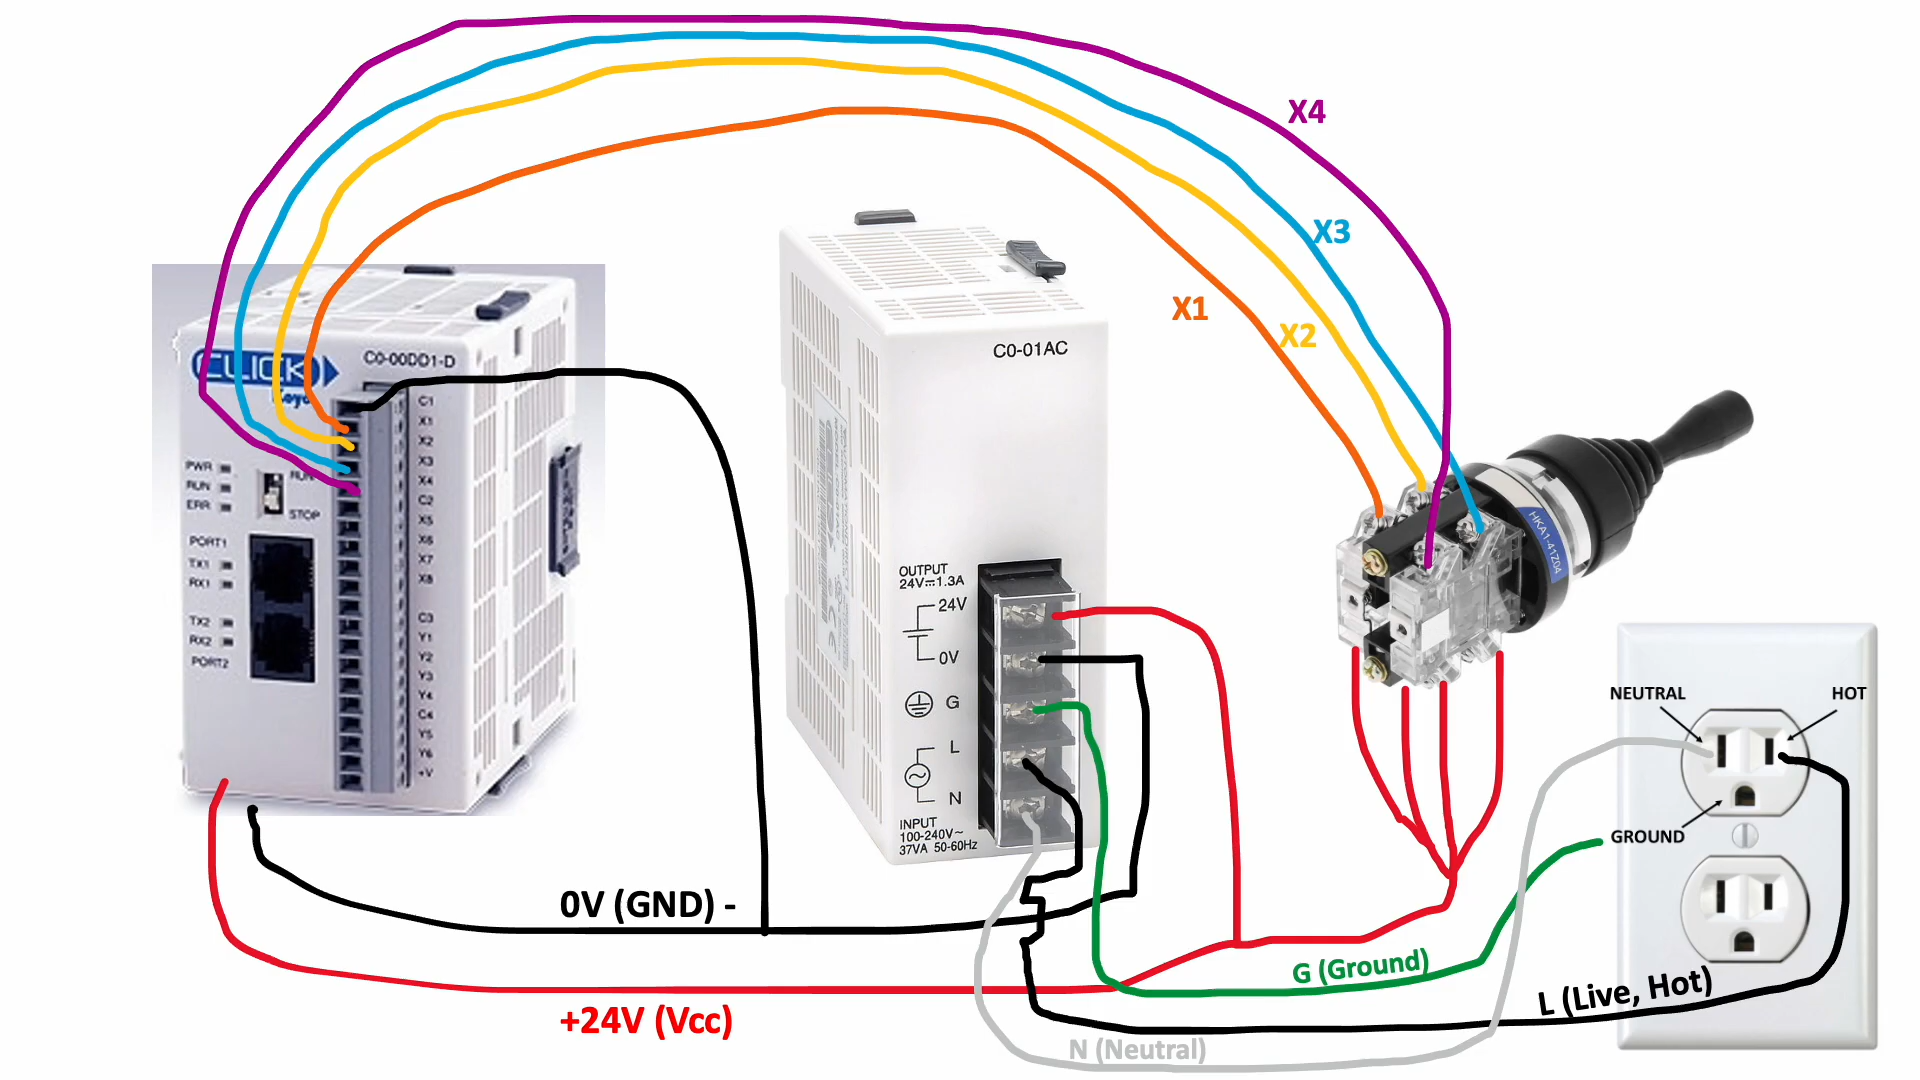 X4
X3
X1
X2
CLICK
Koyo
C0-00DD1-D
C1
X1
X2
X3
X4
C2
X5
X6
X7
X8
C3
Y1
Y2
Y3
Y4
C4
Y5
Y6
+V
PWR
RUN
ERR
RUN
STOP
PORT1
TX1
RX1
TX2
RX2
PORT2
C0-01AC
OUTPUT
24V⎓1.3A
24V
0V
G
L
N
INPUT
100-240V~
37VA 50-60Hz
HKA1-41Z04
NEUTRAL
HOT
GROUND
0V (GND) -
+24V (Vcc)
G (Ground)
L (Live, Hot)
N (Neutral)